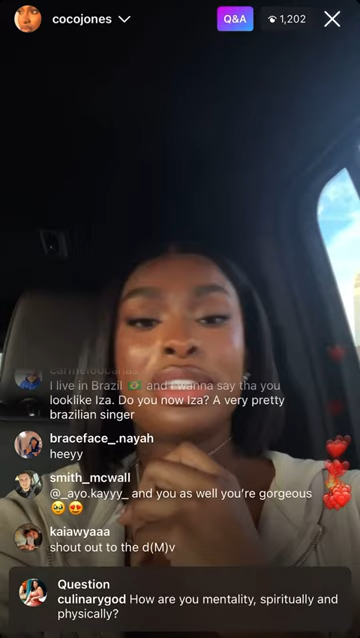 cocojones
Q&A
1,202
carmeloocanas
I live in Brazil 🇧🇷 and I wanna say tha you
looklike Iza. Do you now Iza? A very pretty
brazilian singer
braceface_.nayah
heeyy
smith_mcwall
@_ayo.kayyy_ and you as well you're gorgeous
🥹😍
kaiawyaaa
shout out to the d(M)v
Question
culinarygod How are you mentality, spiritually and
physically?